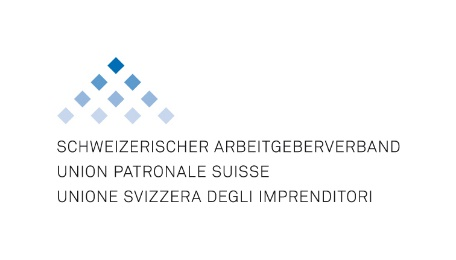 SCHWEIZERISCHER ARBEITGEBERVERBAND
UNION PATRONALE SUISSE
UNIONE SVIZZERA DEGLI IMPRENDITORI